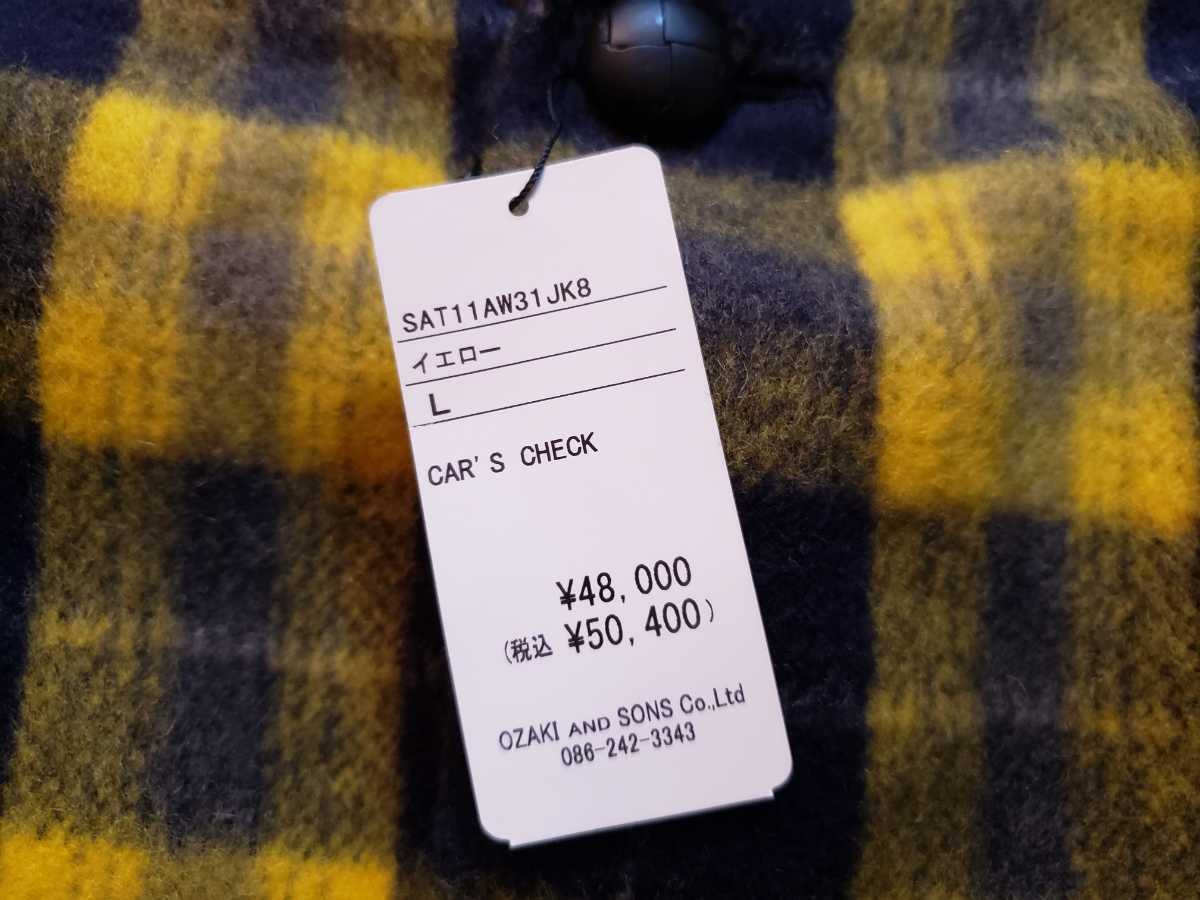 SAT11AW31JK8
イエロー
L
CAR'S CHECK
¥48,000
(税込 ¥50,400)
OZAKI AND SONS Co.,Ltd
086-242-3343